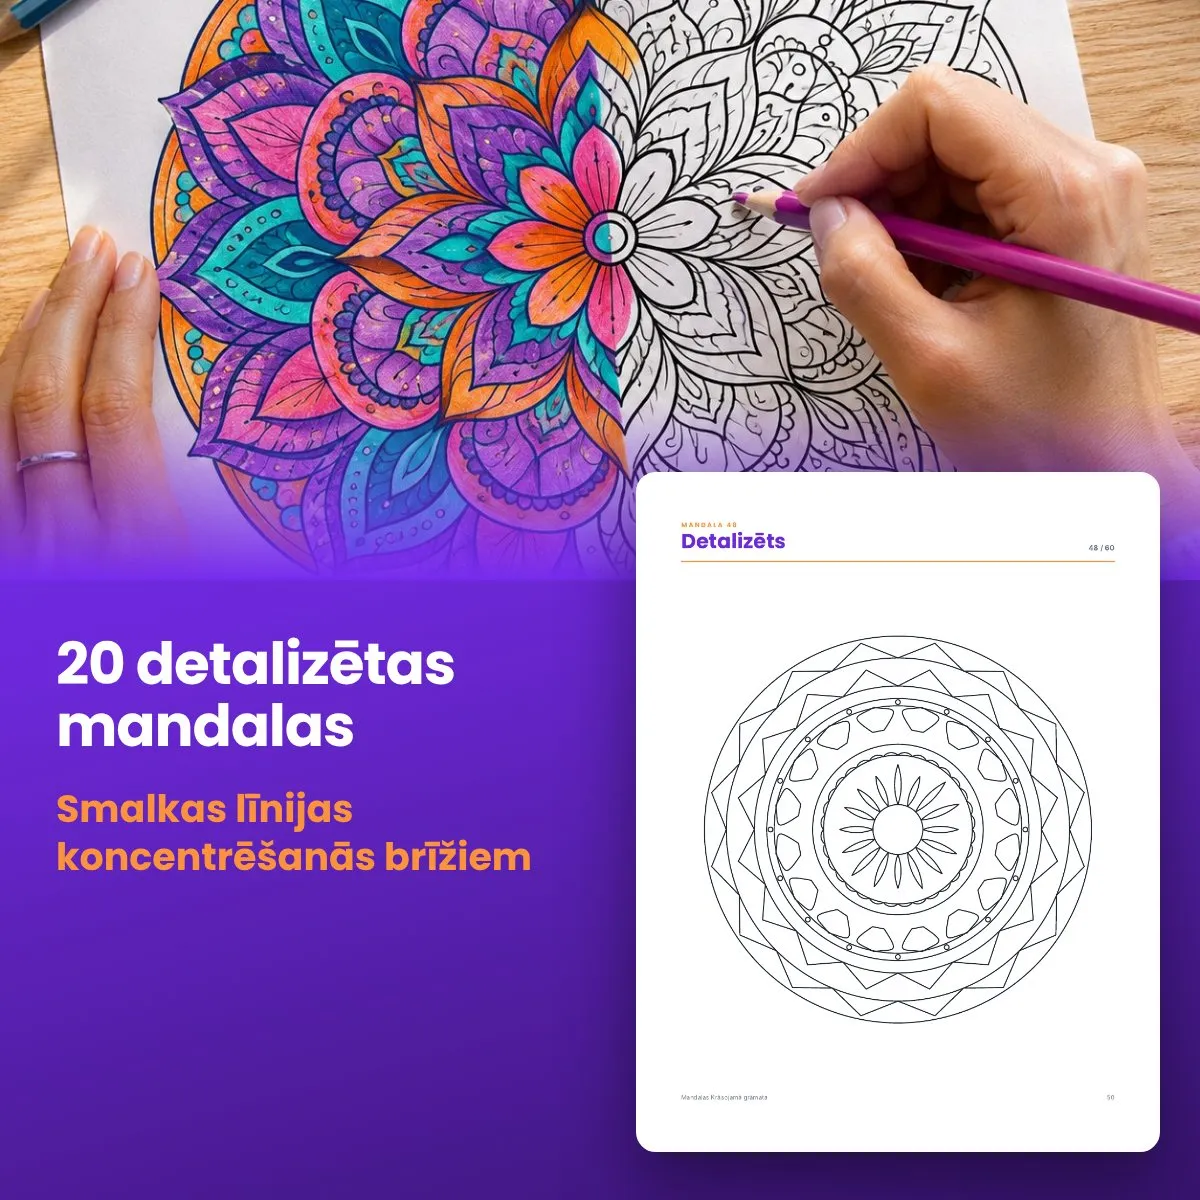 20 detalizētas
mandalas
Smalkas līnijas
koncentrēšanās brīžiem
MANDALA 48
Detalizēts
48 / 60
Mandalas Krāsojamā grāmata
50